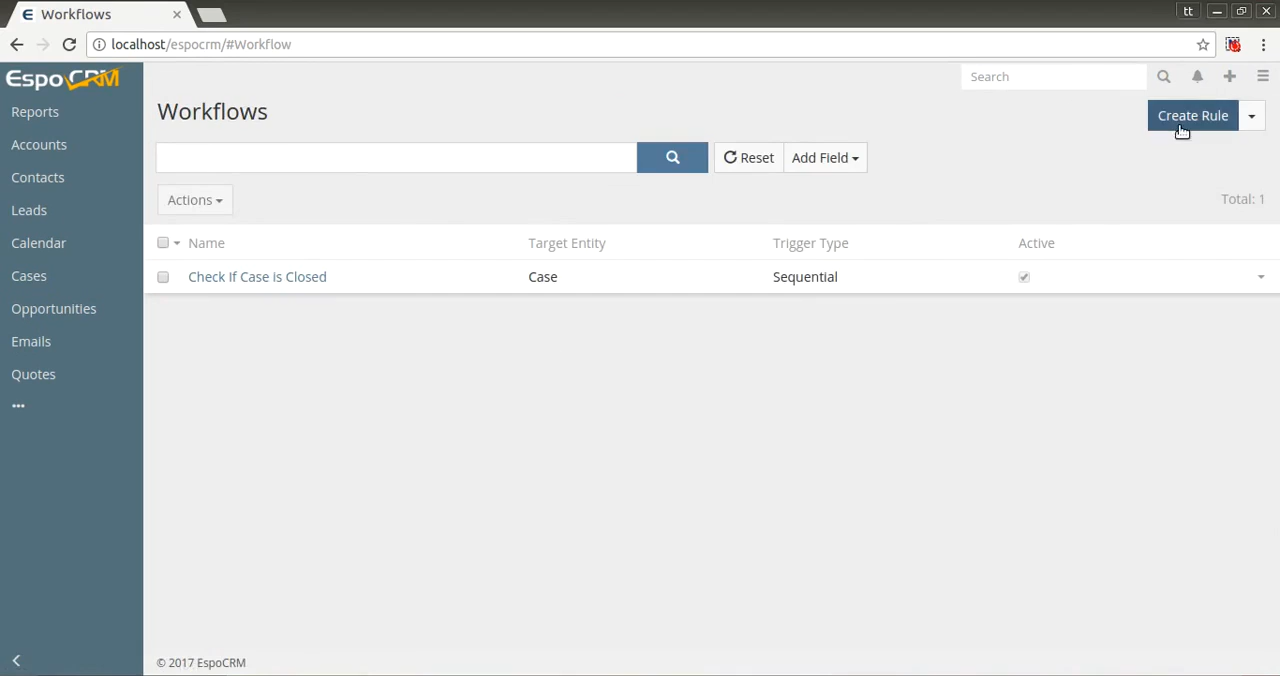 Workflows
tt
localhost/espocrm/#Workflow
EspoCRM
Search
Reports
Accounts
Contacts
Leads
Calendar
Cases
Opportunities
Emails
Quotes
•••
Workflows
Create Rule
Reset
Add Field
Actions
Total: 1
Name Target Entity Trigger Type Active
Check If Case is Closed Case Sequential
© 2017 EspoCRM